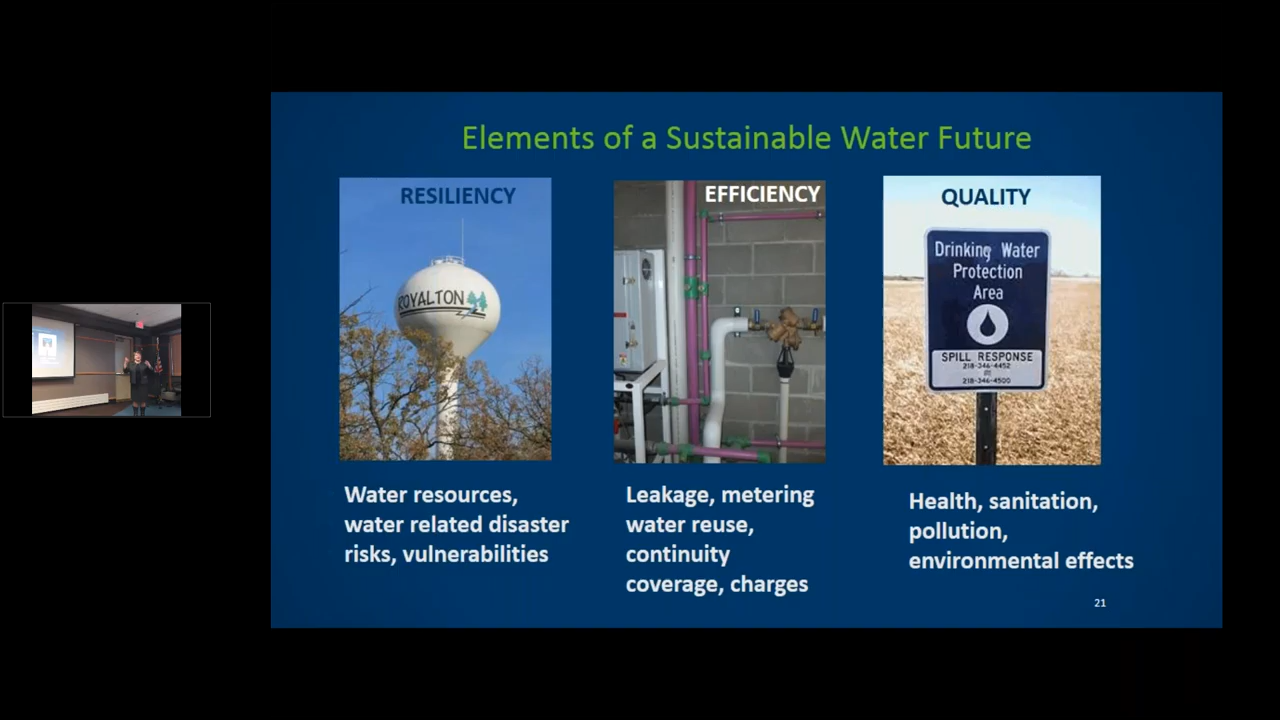 Elements of a Sustainable Water Future
RESILIENCY
ROYALTON
Water resources,
water related disaster
risks, vulnerabilities
EFFICIENCY
Leakage, metering
water reuse,
continuity
coverage, charges
QUALITY
Drinking Water
Protection
Area
SPILL RESPONSE
218-346-4452
218-346-4500
Health, sanitation,
pollution,
environmental effects
21